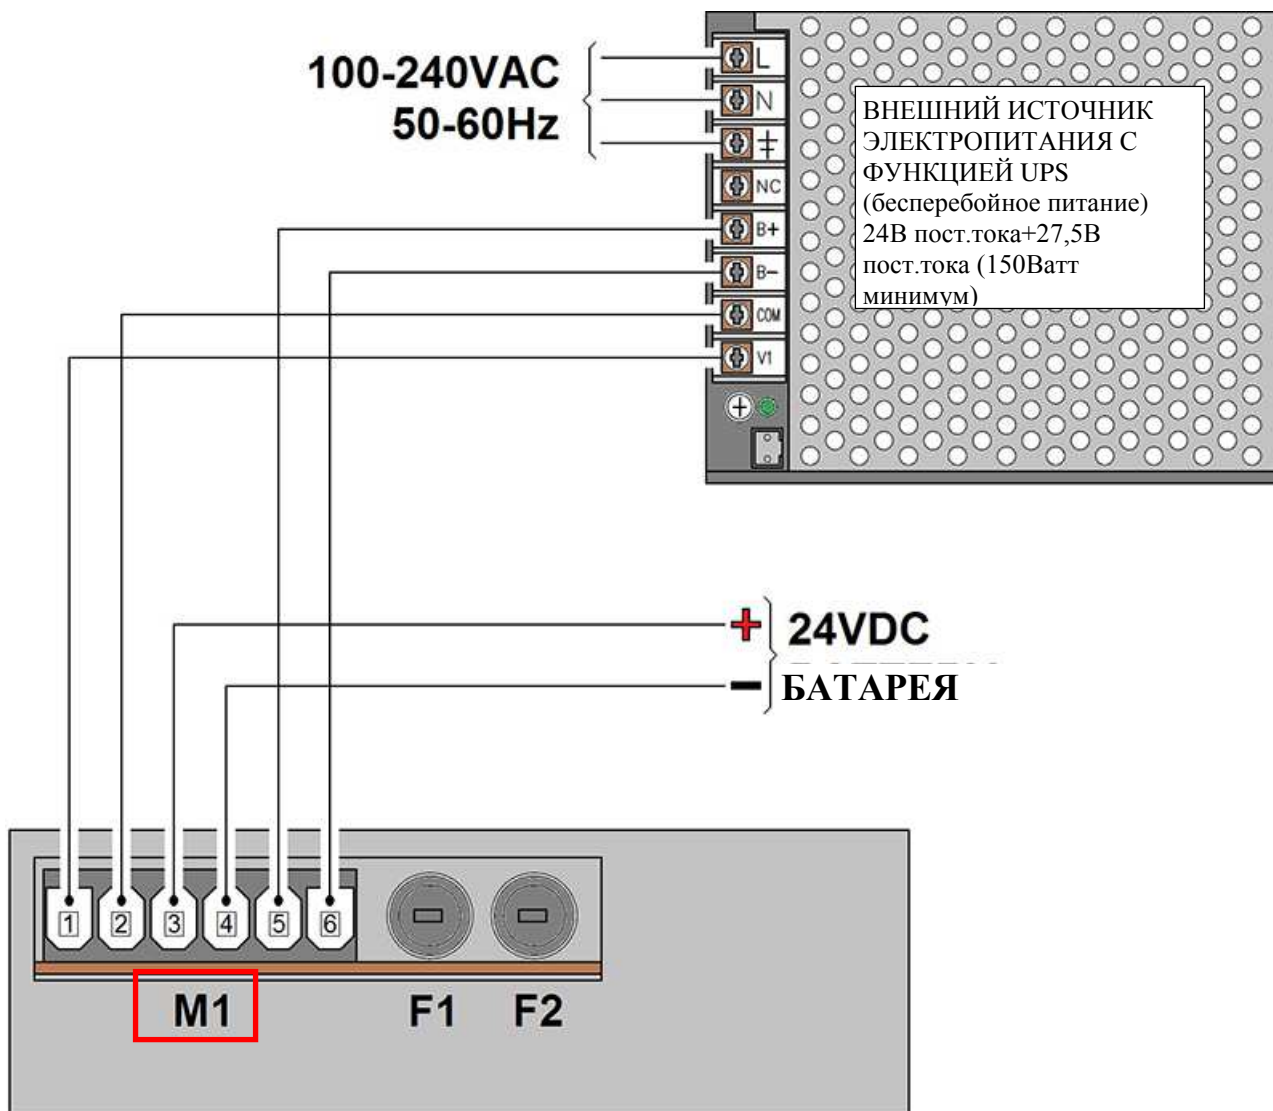 100-240VAC
50-60Hz
L
N
NC
B+
B−
COM
V1
ВНЕШНИЙ ИСТОЧНИК
ЭЛЕКТРОПИТАНИЯ С
ФУНКЦИЕЙ UPS
(бесперебойное питание)
24В пост.тока+27,5В
пост.тока (150Ватт
минимум)
+
24VDC
−
БАТАРЕЯ
1 2 3 4 5 6
M1 F1 F2